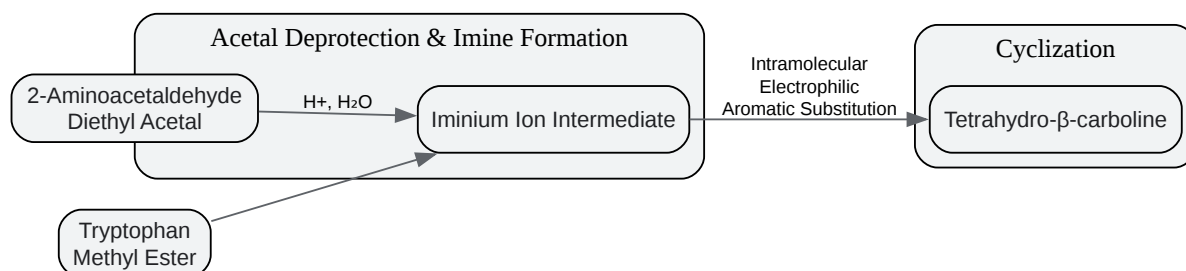 Acetal Deprotection & Imine Formation
2-Aminoacetaldehyde
Diethyl Acetal
H+, H₂O
Iminium Ion Intermediate
Tryptophan
Methyl Ester
Intramolecular
Electrophilic
Aromatic Substitution
Cyclization
Tetrahydro-β-carboline